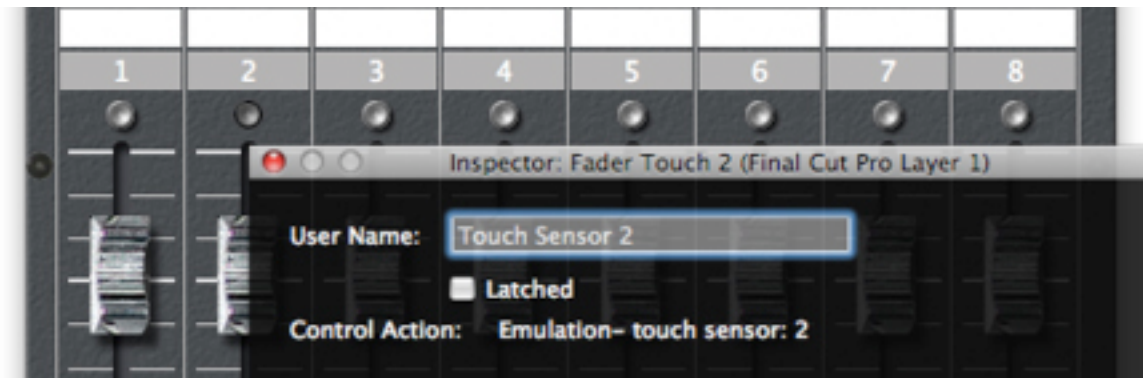 1 2 3 4 5 6 7 8
Inspector: Fader Touch 2 (Final Cut Pro Layer 1)
User Name: Touch Sensor 2
Latched
Control Action: Emulation- touch sensor: 2